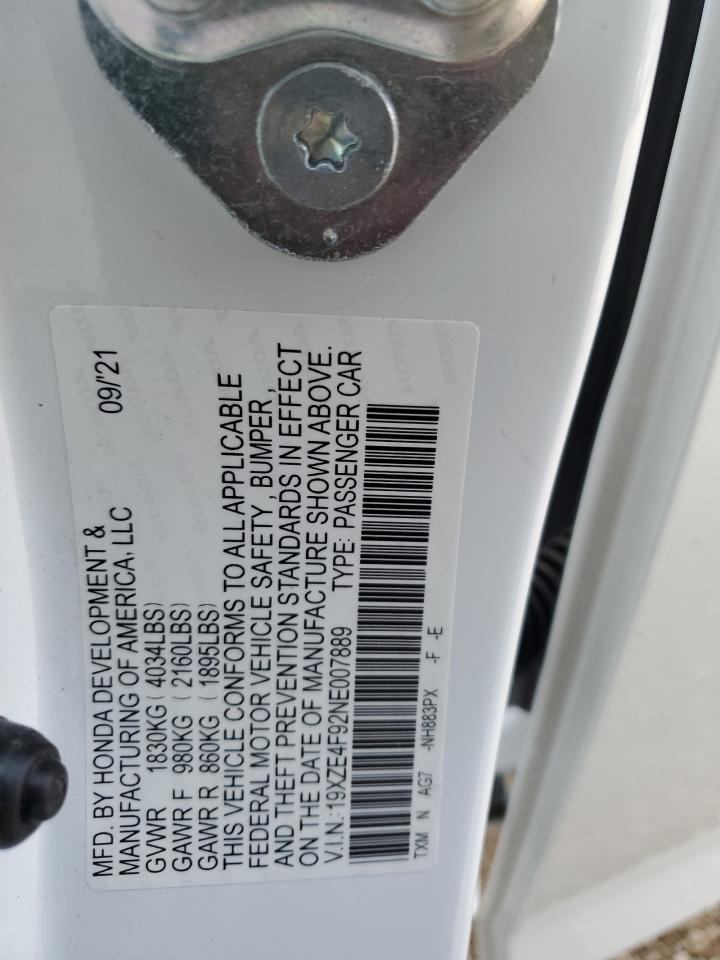 MFD. BY HONDA DEVELOPMENT &
MANUFACTURING OF AMERICA, LLC 09/'21
GVWR 1830KG (4034LBS)
GAWR F 980KG (2160LBS)
GAWR R 860KG (1895LBS)
THIS VEHICLE CONFORMS TO ALL APPLICABLE
FEDERAL MOTOR VEHICLE SAFETY, BUMPER,
AND THEFT PREVENTION STANDARDS IN EFFECT
ON THE DATE OF MANUFACTURE SHOWN ABOVE.
V.I.N.:19XZE4F92NE007889 TYPE: PASSENGER CAR
TXM N AG7 -NH883PX -F -E